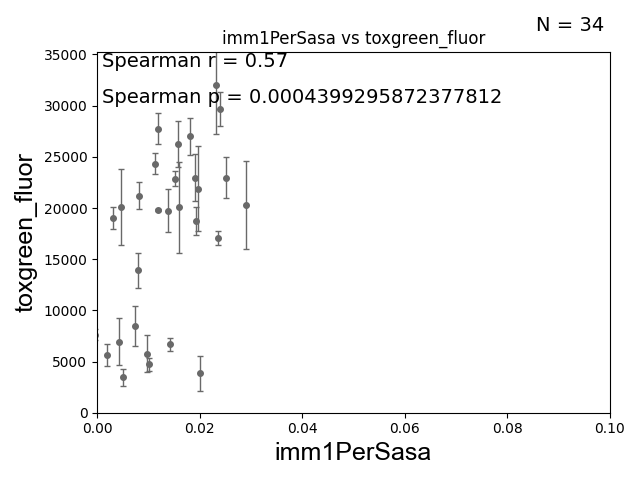 N = 34
imm1PerSasa vs toxgreen_fluor
Spearman r = 0.57
Spearman p = 0.0004399295872377812
toxgreen_fluor
35000
30000
25000
20000
15000
10000
5000
0
0.00 0.02 0.04 0.06 0.08 0.10
imm1PerSasa